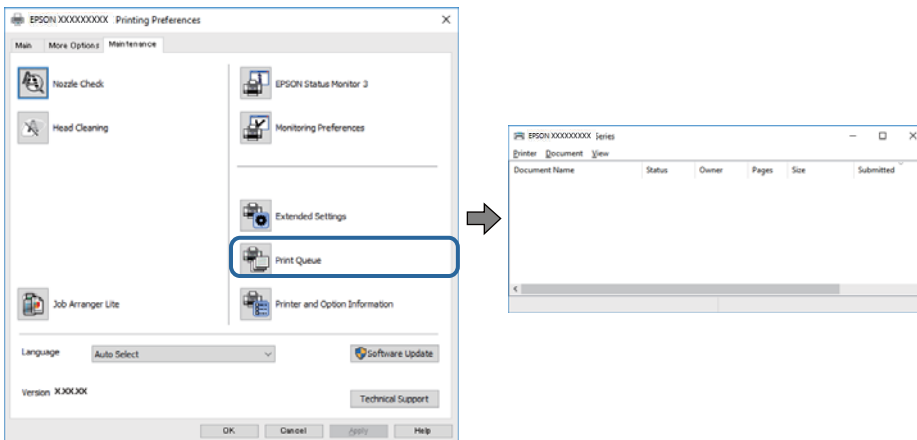 EPSON XXXXXXXXX Printing Preferences
Main More Options Maintenance
Nozzle Check
EPSON Status Monitor 3
Head Cleaning
Monitoring Preferences
Extended Settings
Print Queue
Job Arranger Lite
Printer and Option Information
Language Auto Select Software Update
Version X.XX.XX
Technical Support
OK Cancel Apply Help
EPSON XXXXXXXXX Series
Printer Document View
Document Name Status Owner Pages Size Submitted